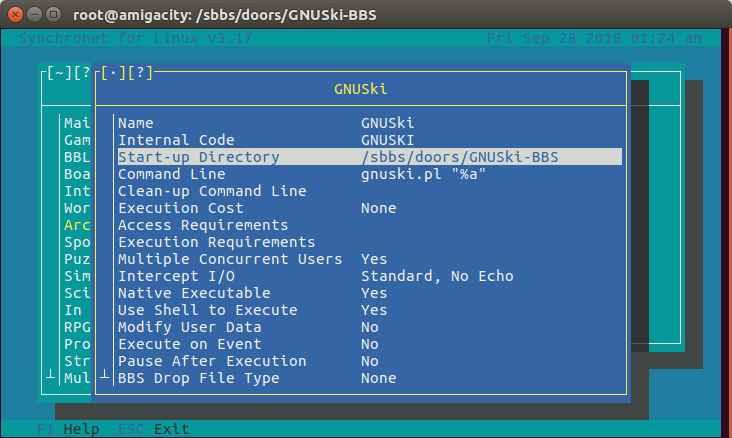 root@amigacity: /sbbs/doors/GNUSki-BBS
Synchronet for Linux v3.17 Fri Sep 28 2018 01:24 am
[~][? [·][?]
GNUSki
Mai Name GNUSki
Gam Internal Code GNUSKI
BBL Start-up Directory /sbbs/doors/GNUSki-BBS
Boa Command Line gnuski.pl "%a"
Int Clean-up Command Line
Wor Execution Cost None
Arc Access Requirements
Spo Execution Requirements
Puz Multiple Concurrent Users Yes
Sim Intercept I/O Standard, No Echo
Sci Native Executable Yes
In Use Shell to Execute Yes
RPG Modify User Data No
Pro Execute on Event No
Str Pause After Execution No
Mul BBS Drop File Type None
F1 Help ESC Exit